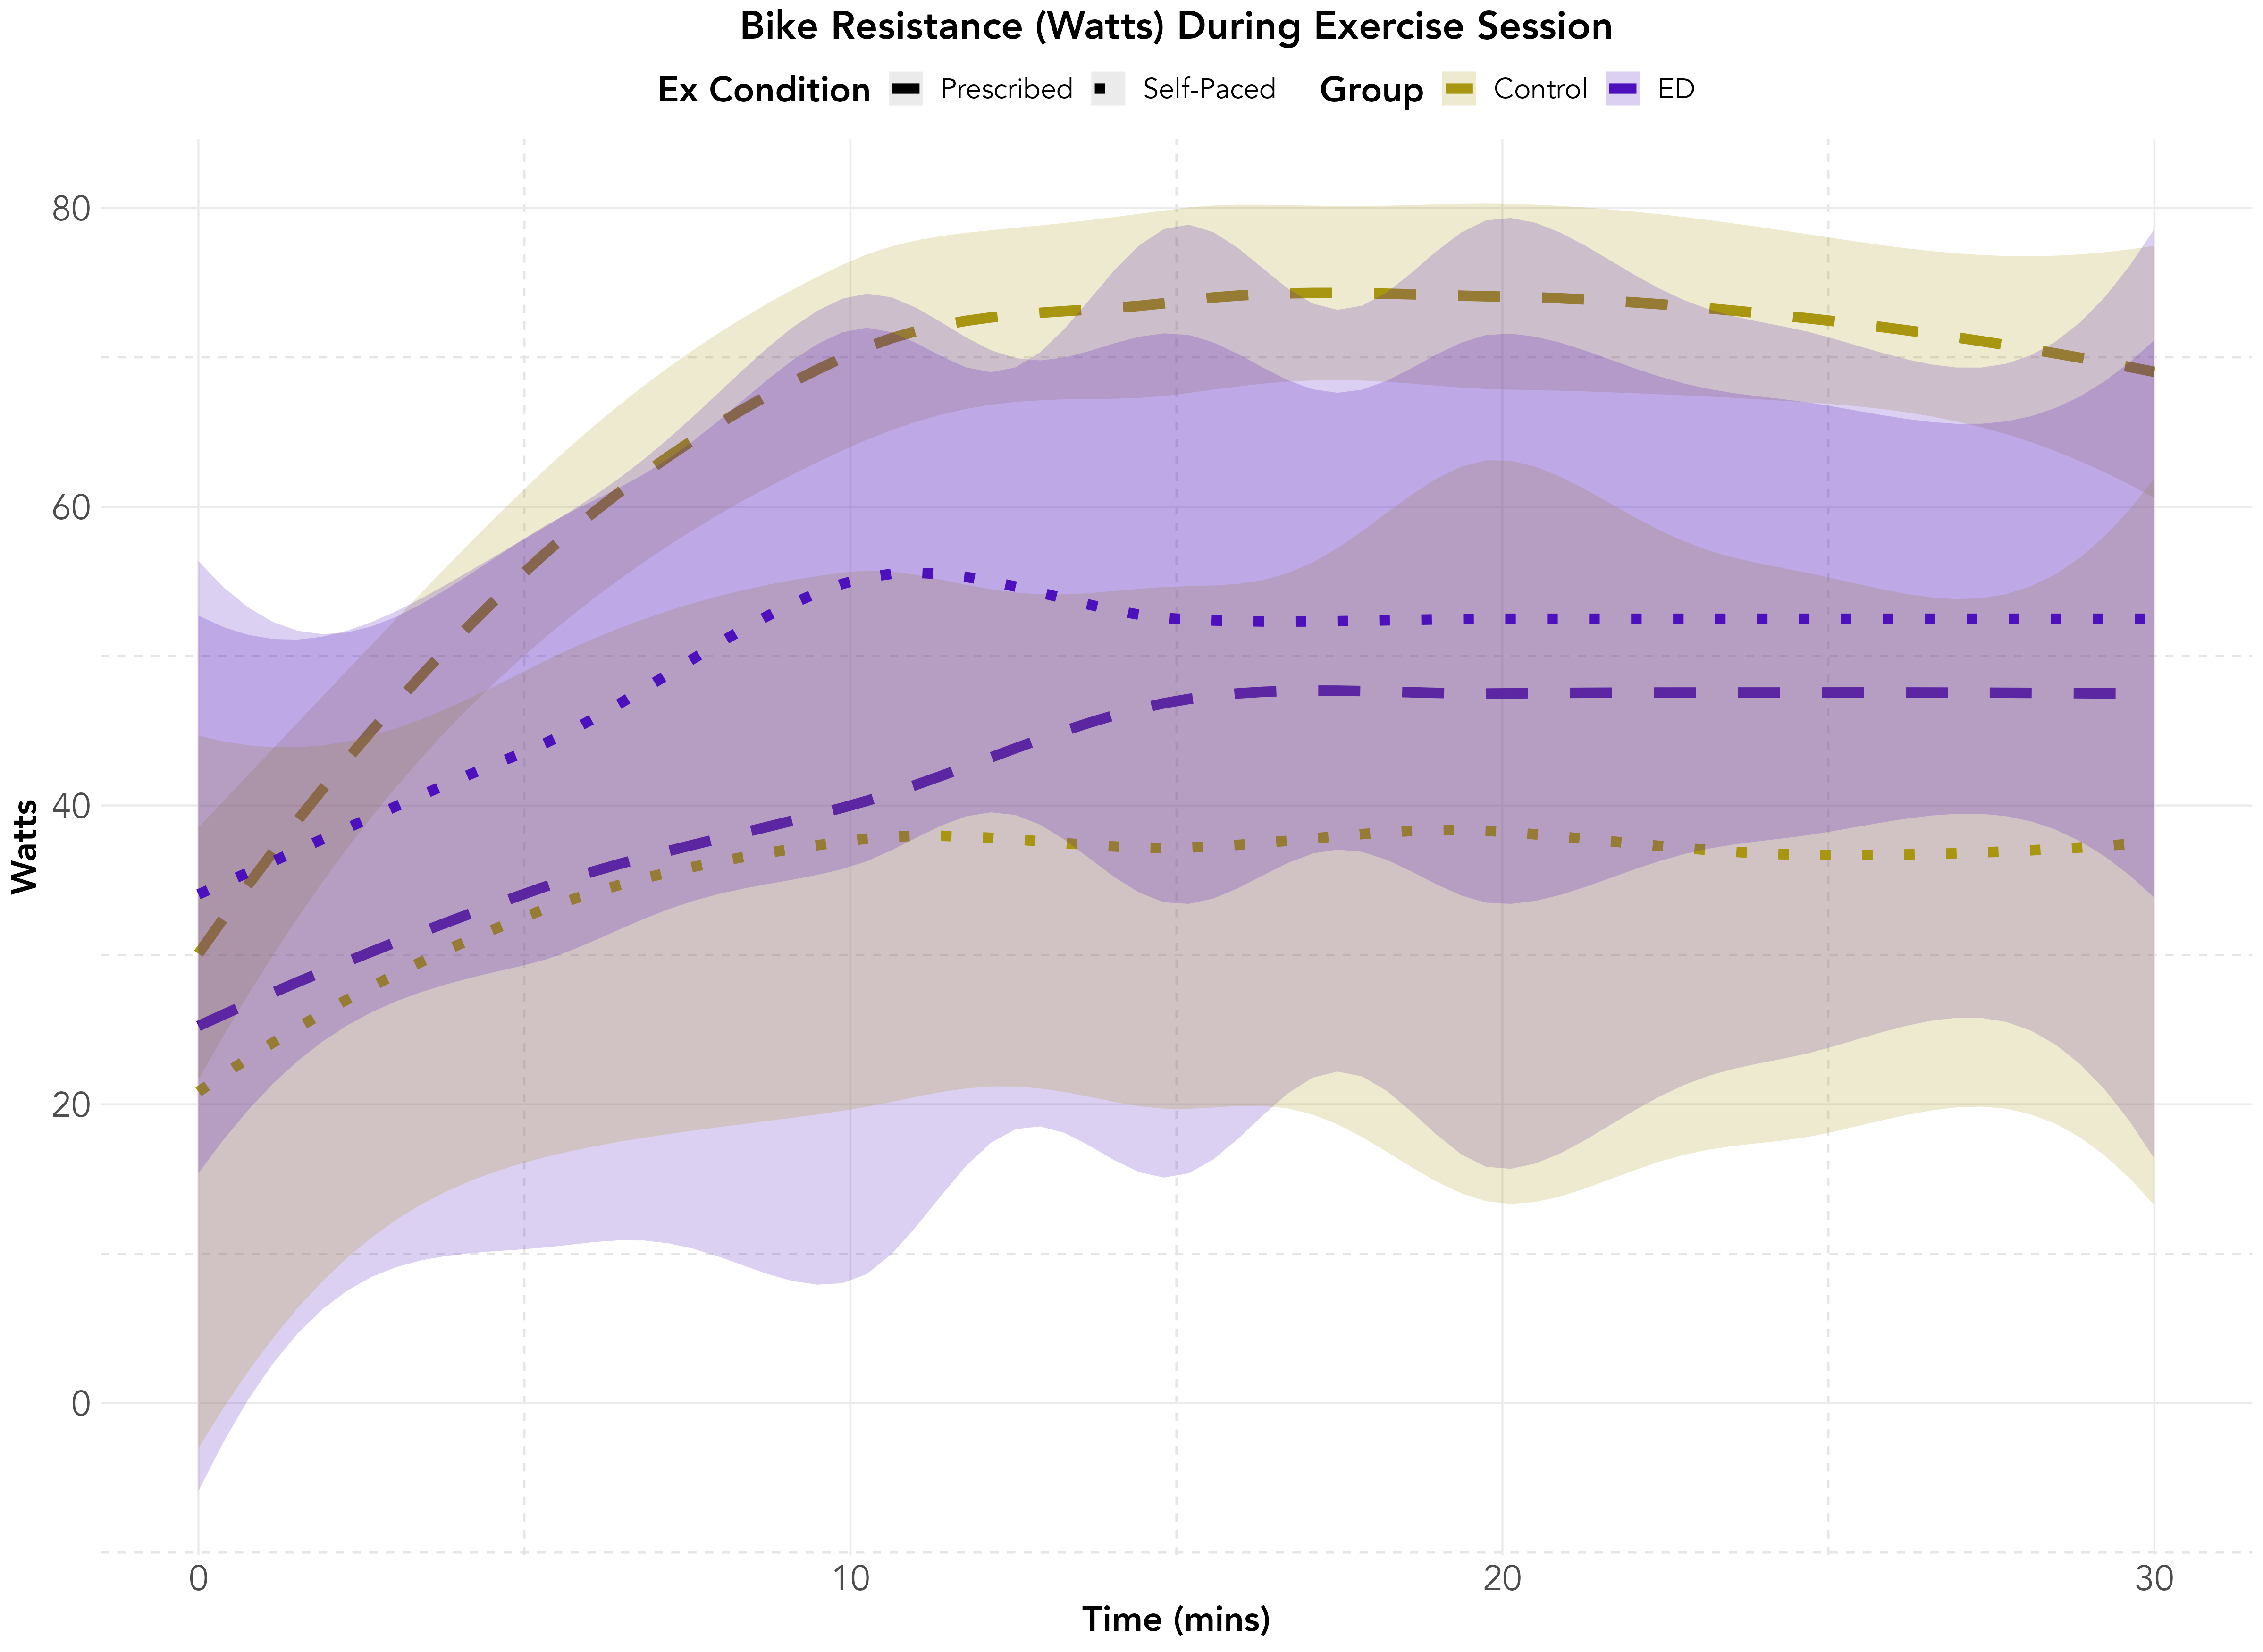 Bike Resistance (Watts) During Exercise Session
Ex Condition Prescribed Self-Paced Group Control ED
80
60
40
20
0
Watts
0 10 20 30
Time (mins)